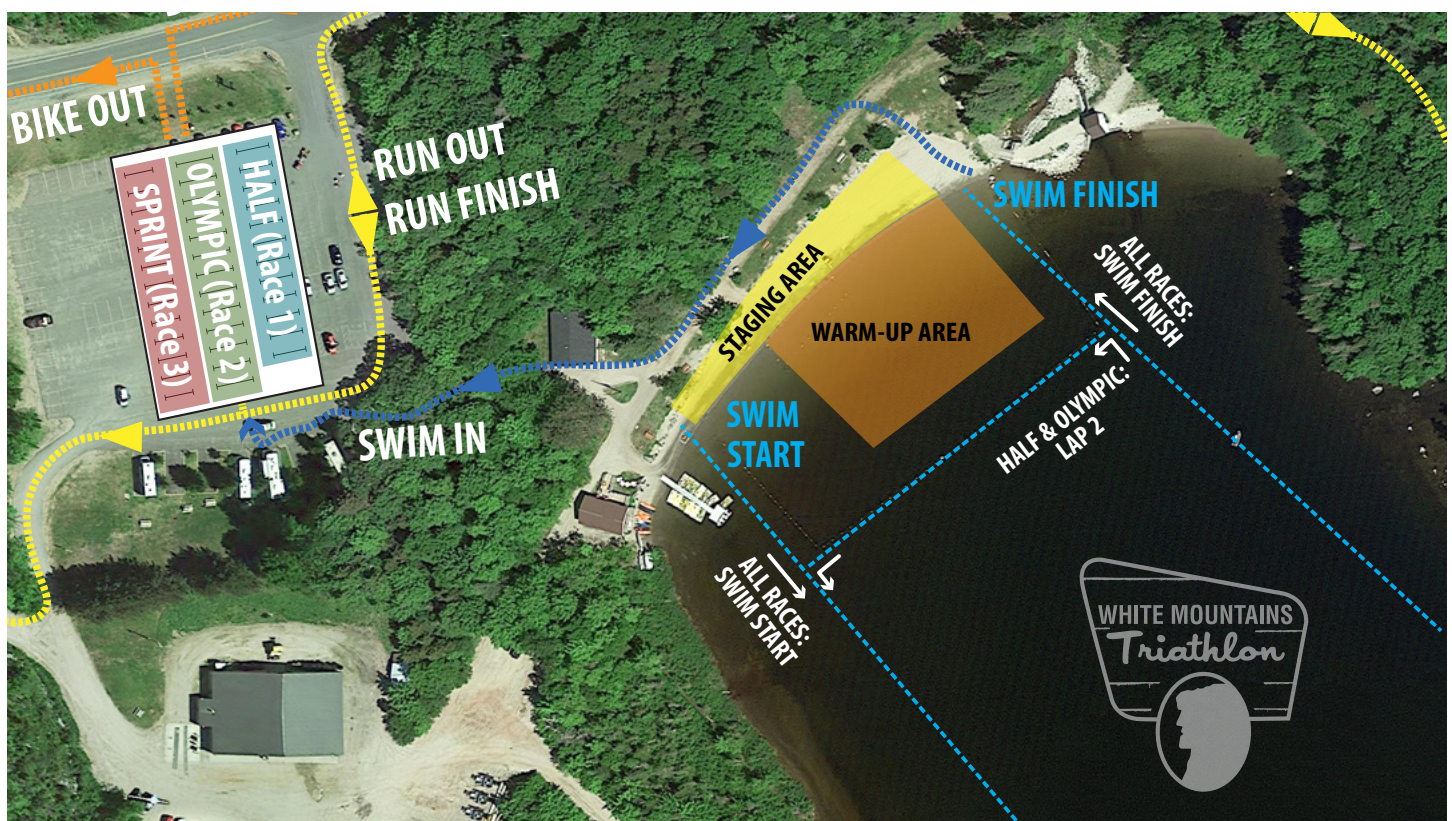 BIKE OUT
HALF (Race 1)
OLYMPIC (Race 2)
SPRINT (Race 3)
RUN OUT
RUN FINISH
SWIM IN
STAGING AREA
WARM-UP AREA
SWIM FINISH
ALL RACES:
SWIM FINISH
HALF & OLYMPIC:
LAP 2
SWIM
START
ALL RACES:
SWIM START
WHITE MOUNTAINS
Triathlon